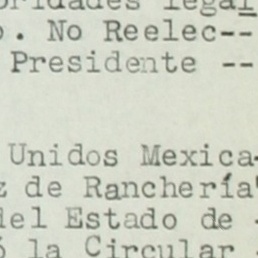 oridades legal
o. No Reelec--
Presidente --
Unidos Mexica-
z de Ranchería
del Estado de -
ó la Circular